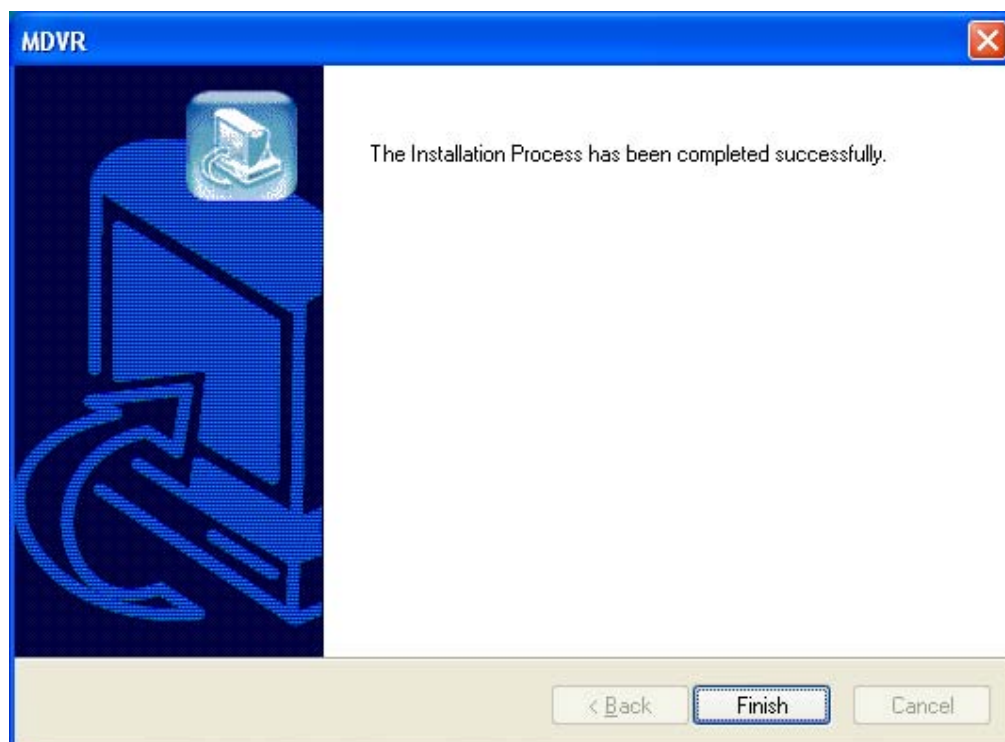 MDVR
The Installation Process has been completed successfully.
< Back
Finish
Cancel